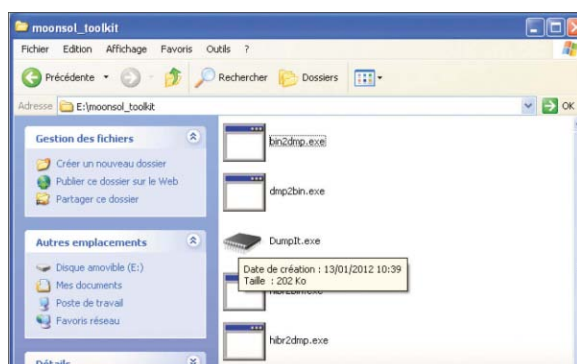 moonsol_toolkit
Fichier Edition Affichage Favoris Outils ?
Précédente Rechercher Dossiers
Adresse E:\moonsol_toolkit OK
Gestion des fichiers
Créer un nouveau dossier
Publier ce dossier sur le Web
Partager ce dossier
Autres emplacements
Disque amovible (E:)
Mes documents
Poste de travail
Favoris réseau
Détails
bin2dmp.exe
dmp2bin.exe
DumpIt.exe
Date de création : 13/01/2012 10:39
Taille : 202 Ko
hibr2bin.exe
hibr2dmp.exe